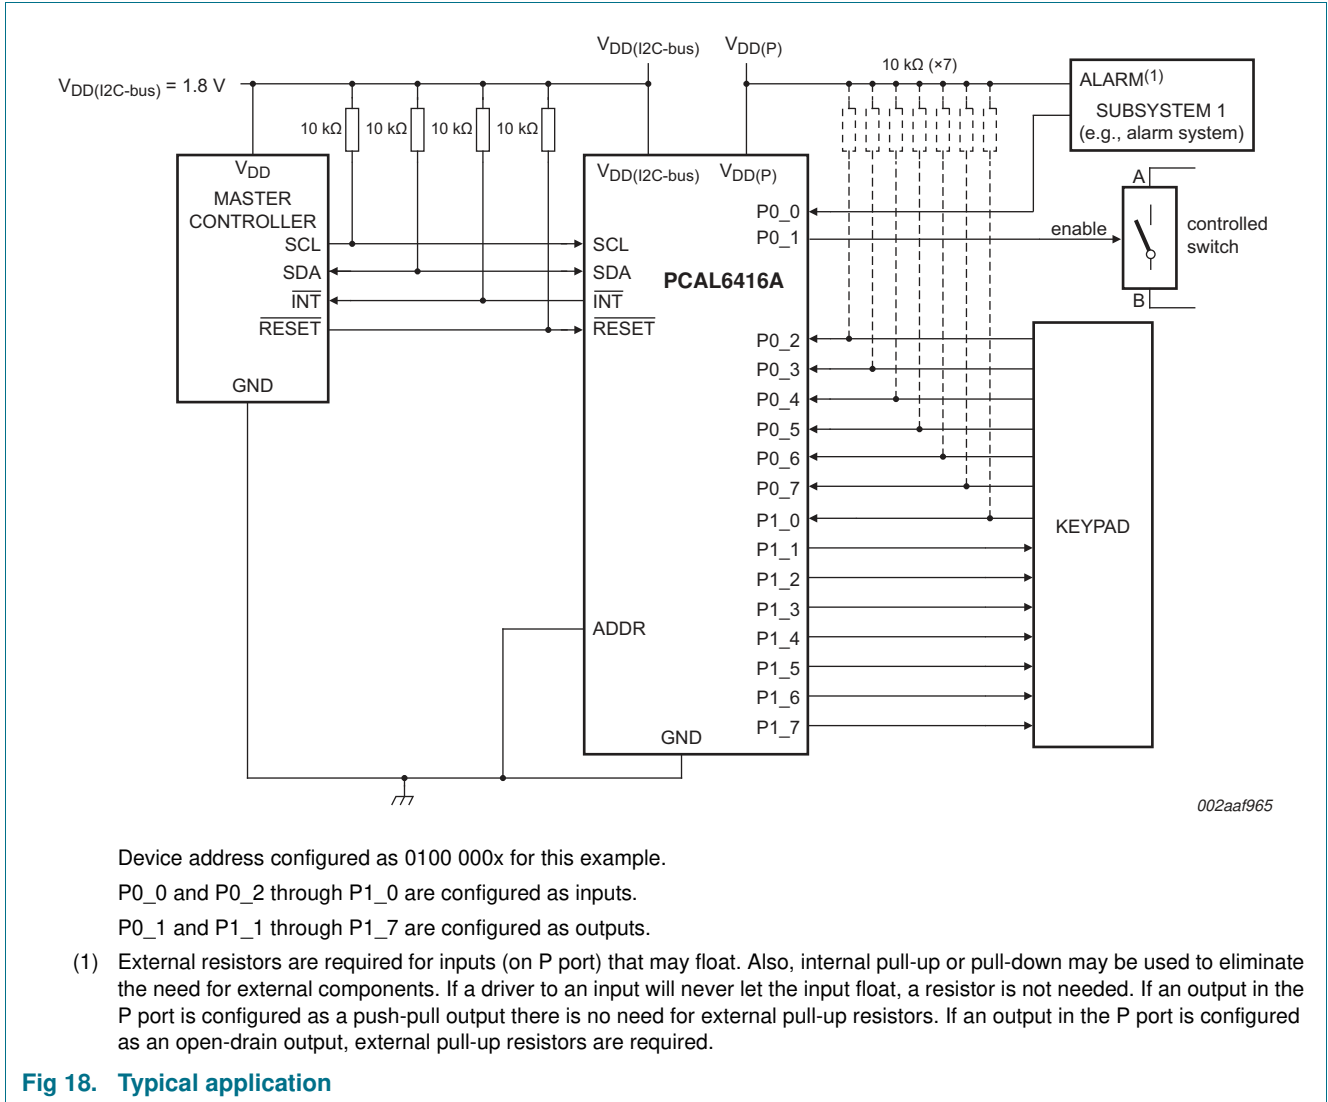 VDD(I2C-bus) VDD(P)
VDD(I2C-bus) = 1.8 V
10 kΩ (×7)
ALARM(1)
SUBSYSTEM 1
(e.g., alarm system)
10 kΩ 10 kΩ 10 kΩ 10 kΩ
VDD
MASTER
CONTROLLER
SCL
SDA
INT
RESET
GND
VDD(I2C-bus) VDD(P)
SCL
SDA
INT
RESET
PCAL6416A
ADDR
GND
P0_0
P0_1
P0_2
P0_3
P0_4
P0_5
P0_6
P0_7
P1_0
P1_1
P1_2
P1_3
P1_4
P1_5
P1_6
P1_7
enable
A
B
controlled
switch
KEYPAD
002aaf965
Device address configured as 0100 000x for this example.
P0_0 and P0_2 through P1_0 are configured as inputs.
P0_1 and P1_1 through P1_7 are configured as outputs.
(1) External resistors are required for inputs (on P port) that may float. Also, internal pull-up or pull-down may be used to eliminate
the need for external components. If a driver to an input will never let the input float, a resistor is not needed. If an output in the
P port is configured as a push-pull output there is no need for external pull-up resistors. If an output in the P port is configured
as an open-drain output, external pull-up resistors are required.
Fig 18. Typical application